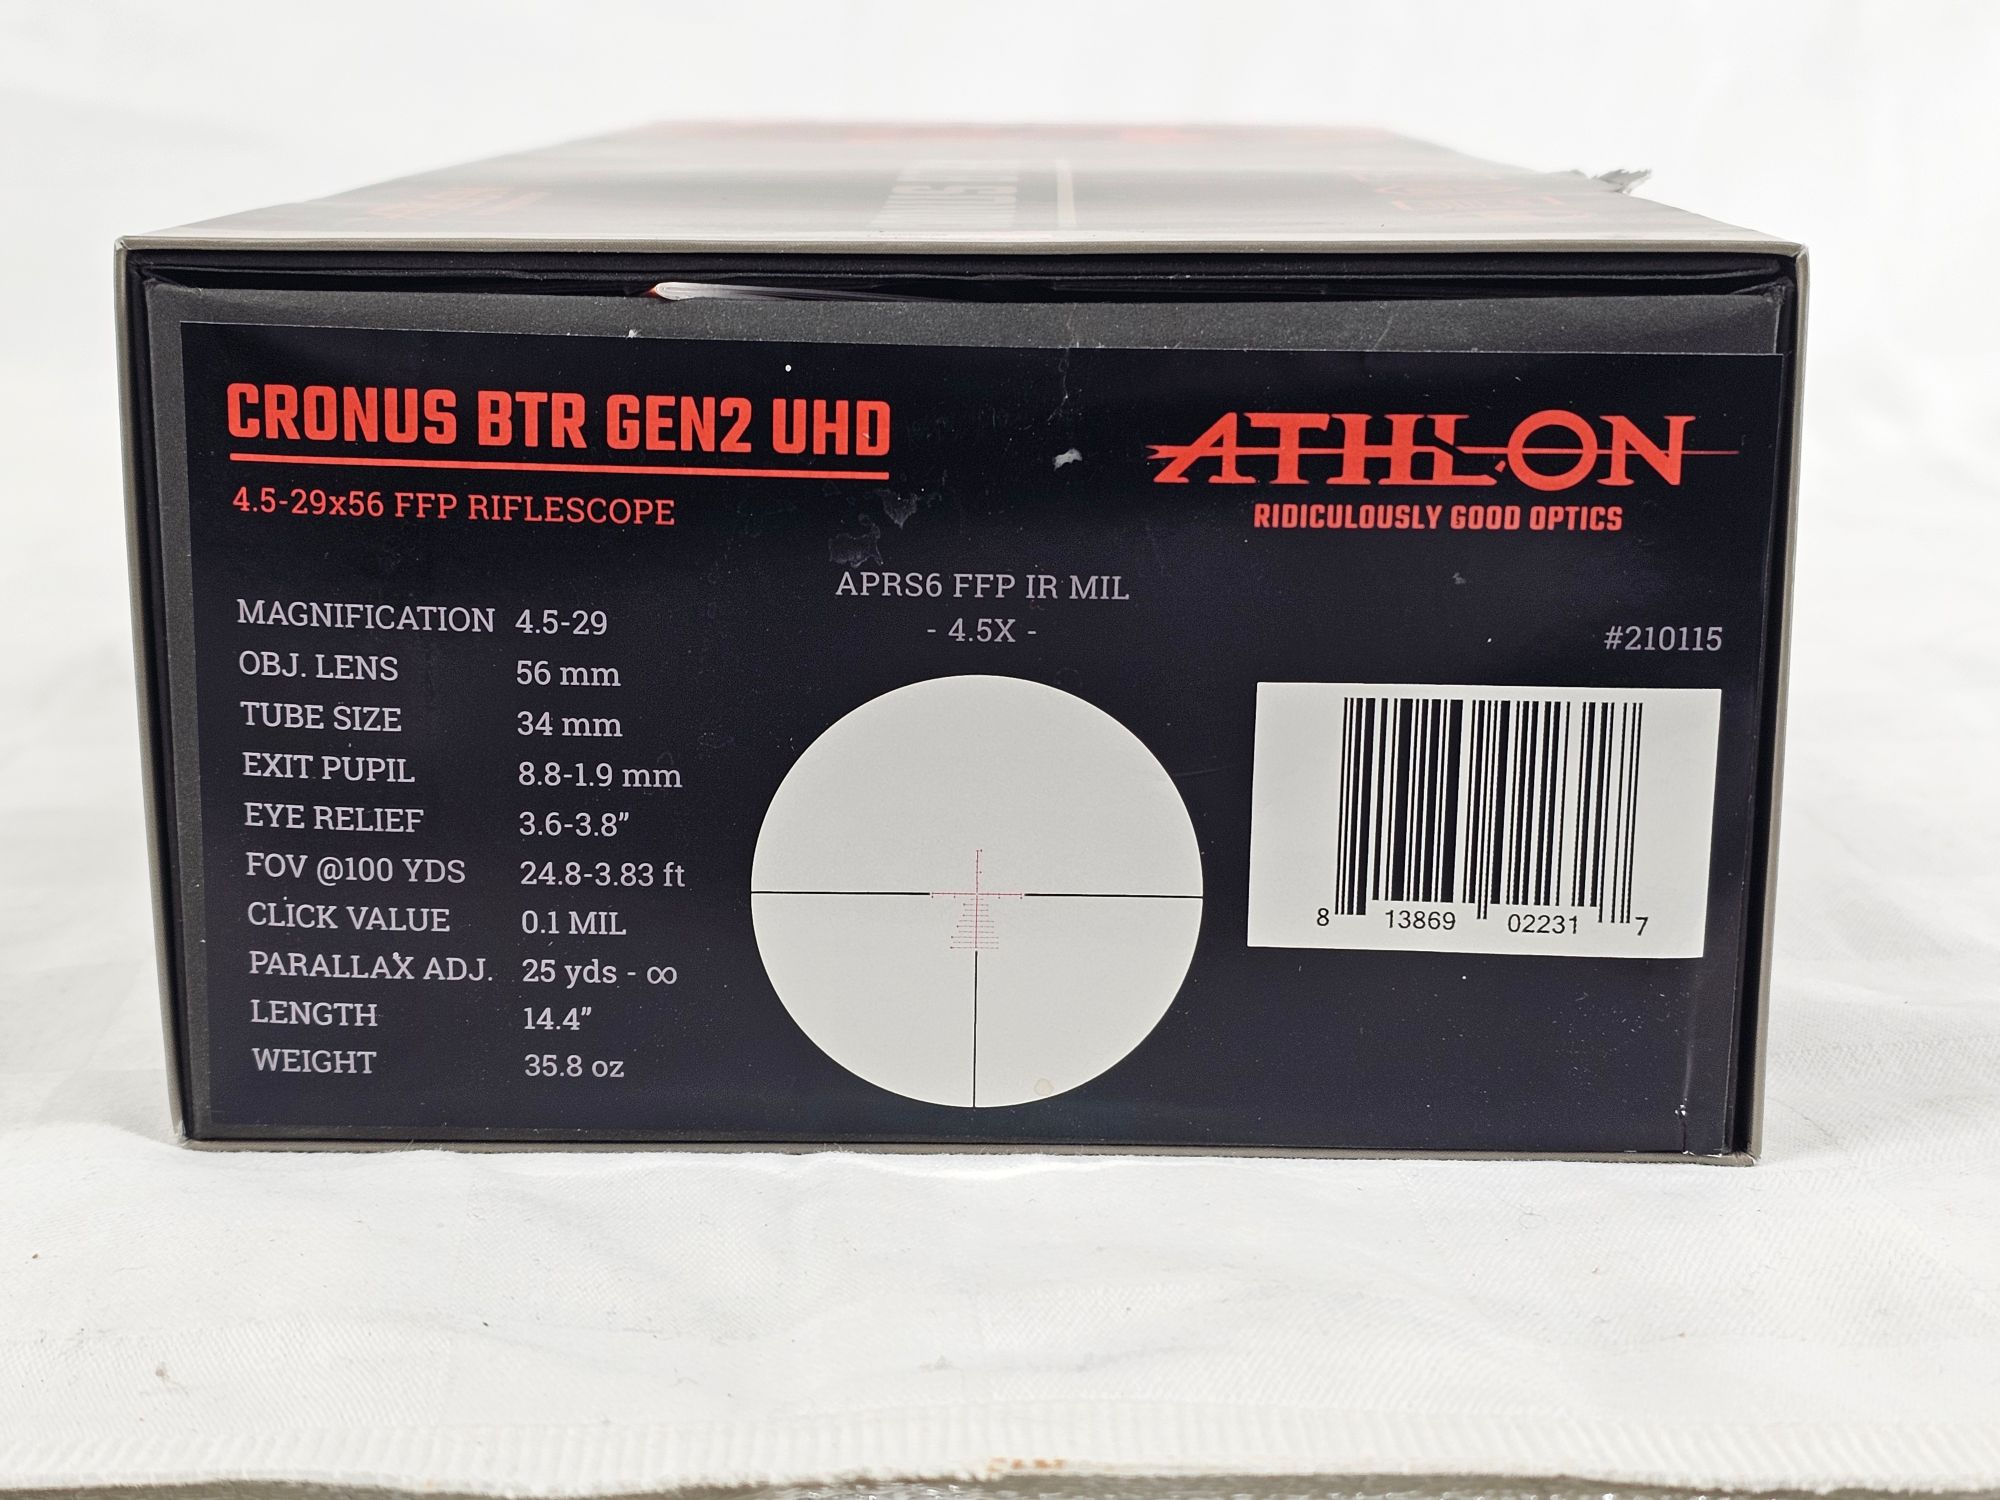 CRONUS BTR GEN2 UHD
4.5-29x56 FFP RIFLESCOPE
MAGNIFICATION 4.5-29
OBJ. LENS 56 mm
TUBE SIZE 34 mm
EXIT PUPIL 8.8-1.9 mm
EYE RELIEF 3.6-3.8″
FOV @100 YDS 24.8-3.83 ft
CLICK VALUE 0.1 MIL
PARALLAX ADJ. 25 yds - ∞
LENGTH 14.4″
WEIGHT 35.8 oz
APRS6 FFP IR MIL
- 4.5X -
ATHLON
RIDICULOUSLY GOOD OPTICS
#210115
8 13869 02231 7